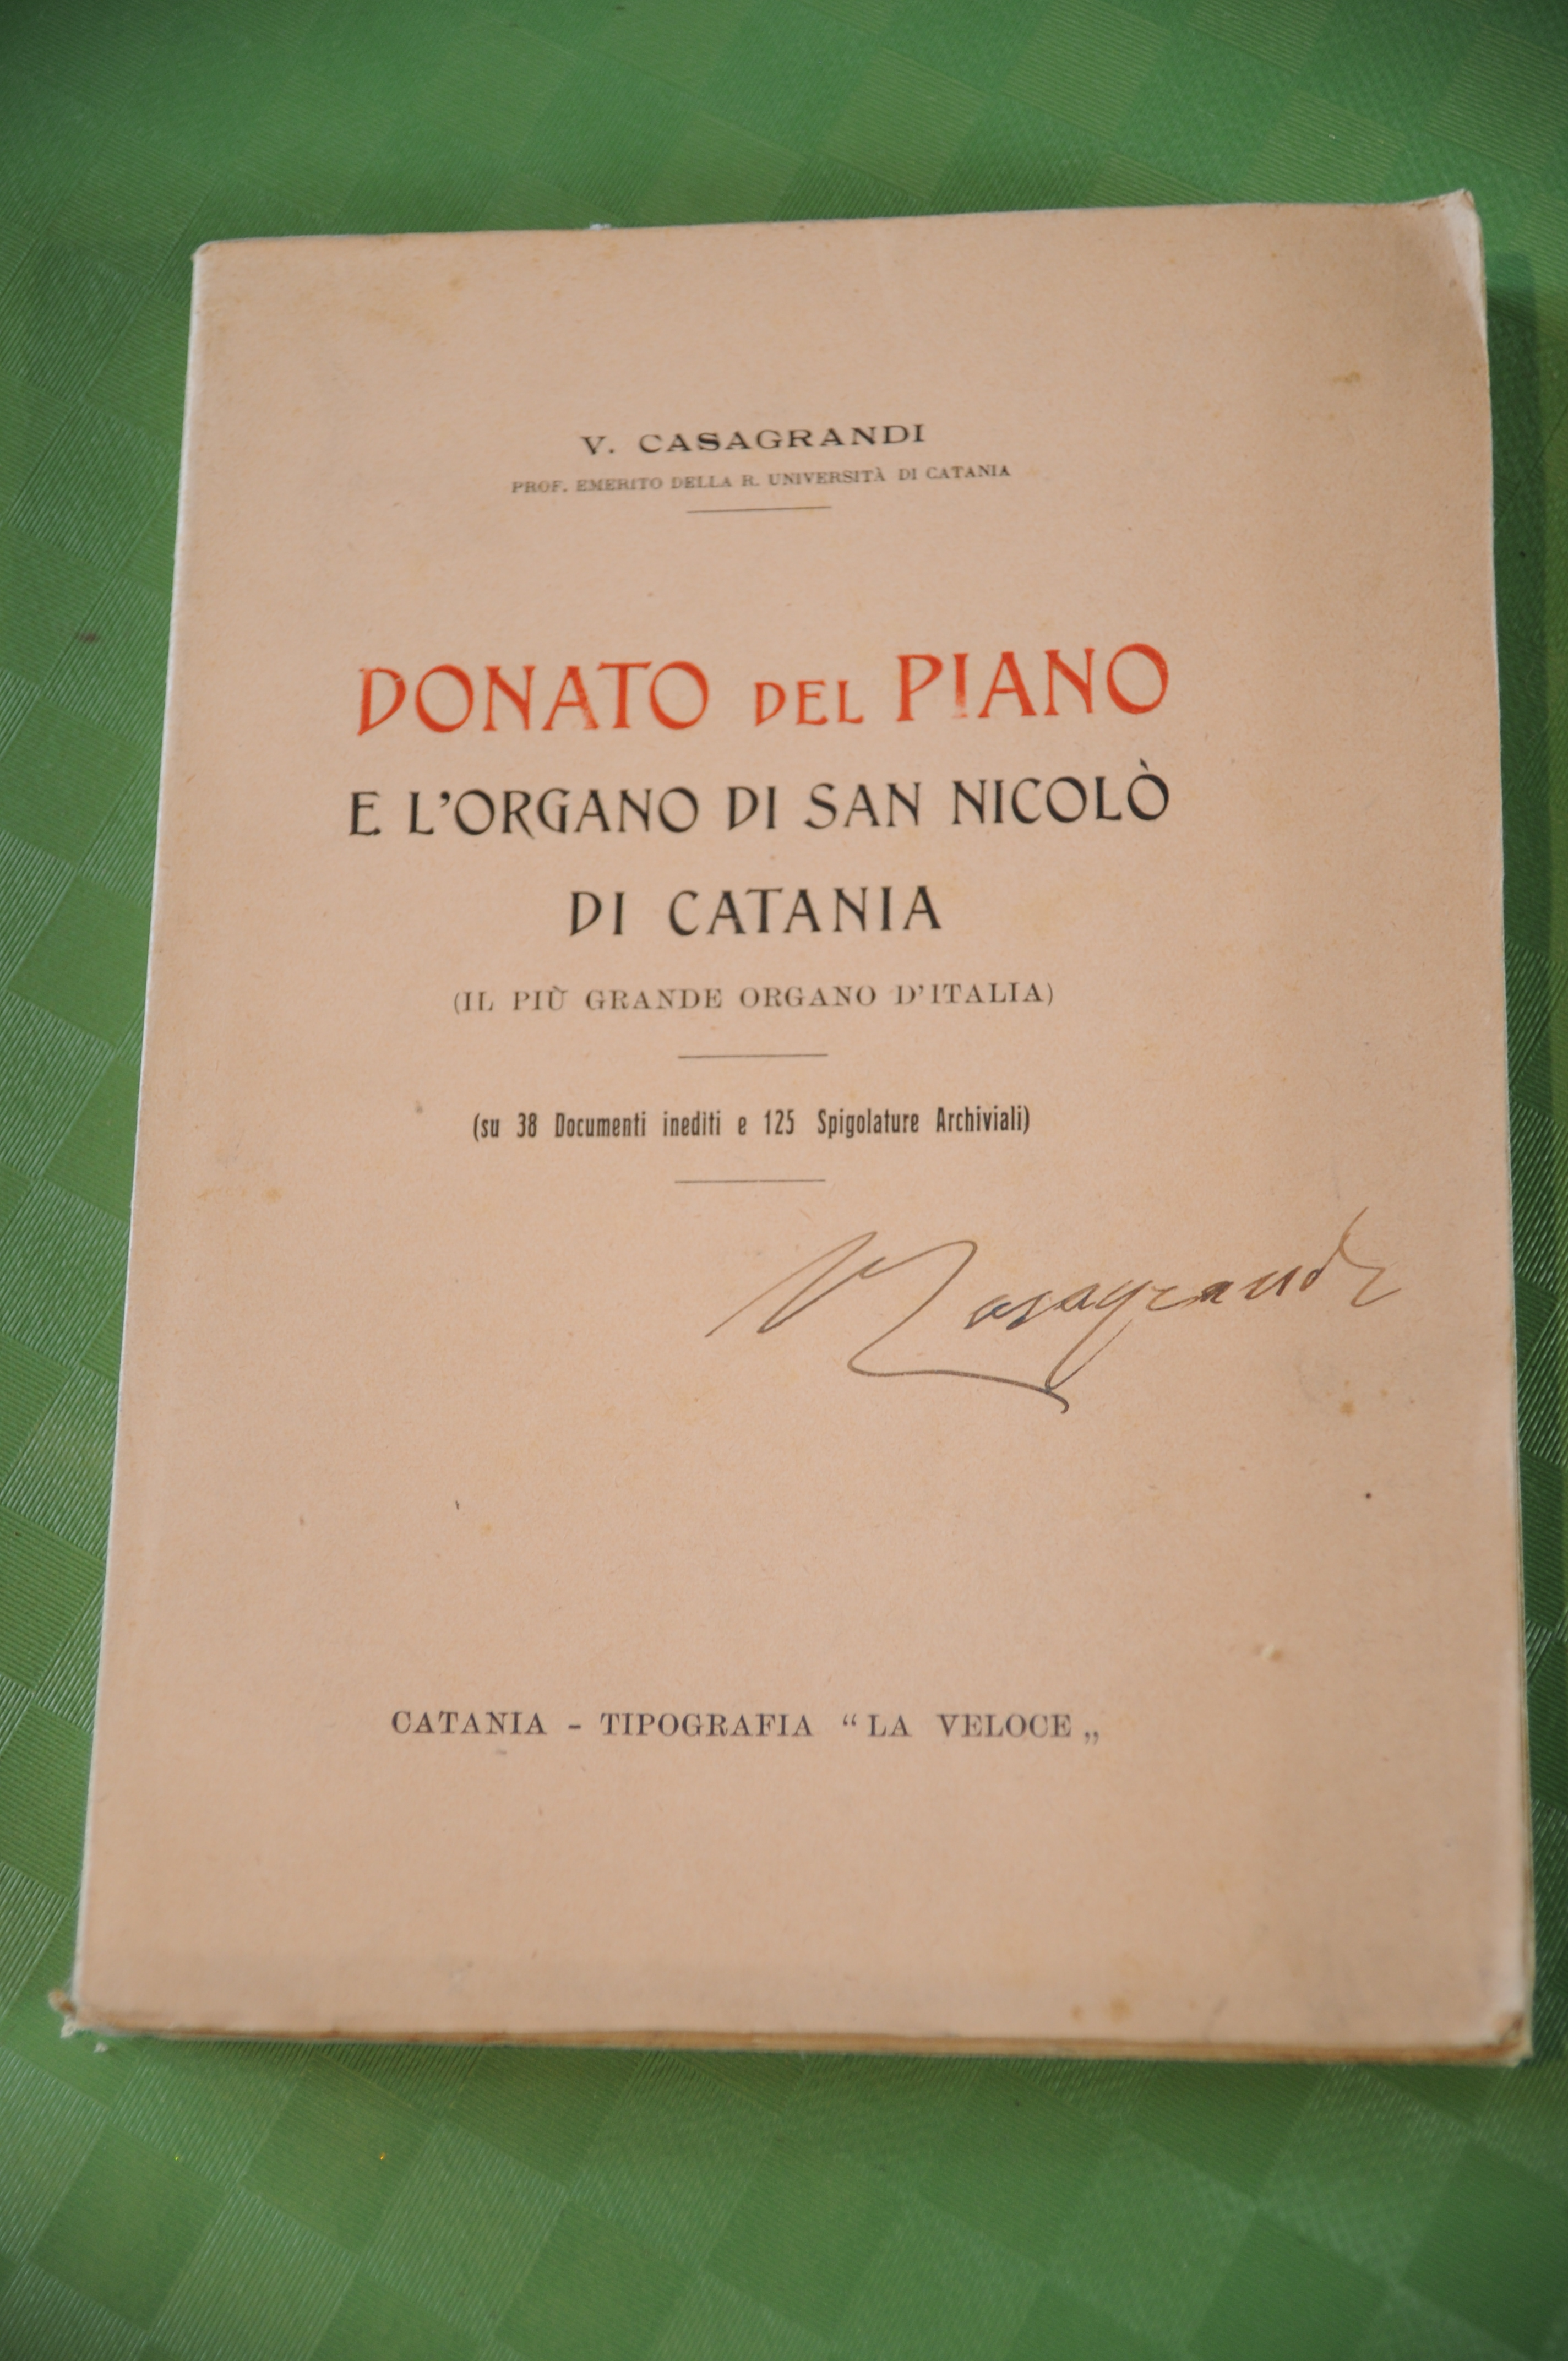 V. CASAGRANDI
PROF. EMERITO DELLA R. UNIVERSITÀ DI CATANIA
DONATO DEL PIANO
E L'ORGANO DI SAN NICOLÒ
DI CATANIA
(IL PIÙ GRANDE ORGANO D'ITALIA)
(su 38 Documenti inediti e 125 Spigolature Archiviali)
V Casagrandi
CATANIA - TIPOGRAFIA “LA VELOCE„